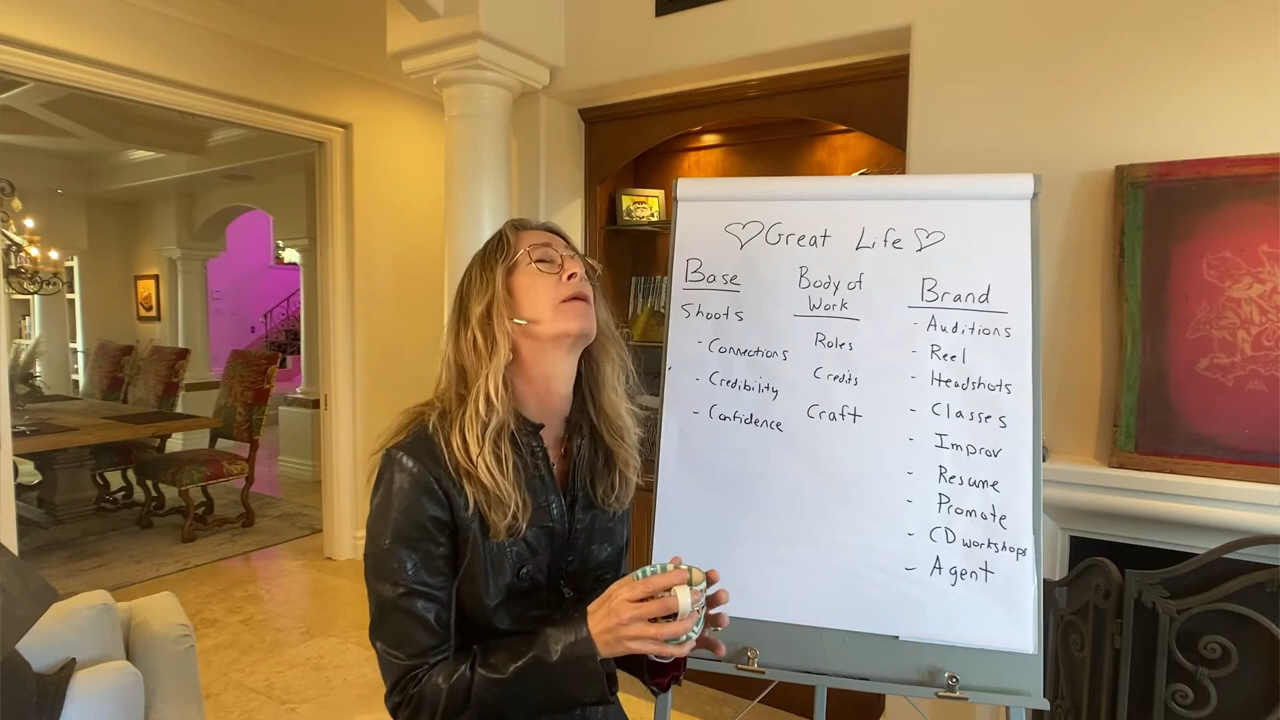 Great Life
Base
Shoots
- Connections
- Credibility
- Confidence
Body of
Work
Roles
Credits
Craft
Brand
- Auditions
- Reel
- Headshots
- Classes
- Improv
- Resume
- Promote
- CD workshops
- Agent